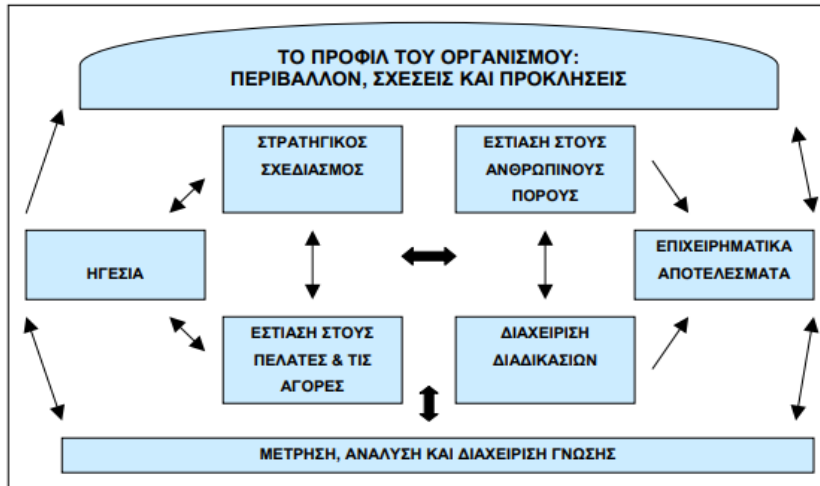 ΤΟ ΠΡΟΦΙΛ ΤΟΥ ΟΡΓΑΝΙΣΜΟΥ:
ΠΕΡΙΒΑΛΛΟΝ, ΣΧΕΣΕΙΣ ΚΑΙ ΠΡΟΚΛΗΣΕΙΣ
ΣΤΡΑΤΗΓΙΚΟΣ
ΣΧΕΔΙΑΣΜΟΣ
ΕΣΤΙΑΣΗ ΣΤΟΥΣ
ΑΝΘΡΩΠΙΝΟΥΣ
ΠΟΡΟΥΣ
ΗΓΕΣΙΑ
ΕΠΙΧΕΙΡΗΜΑΤΙΚΑ
ΑΠΟΤΕΛΕΣΜΑΤΑ
ΕΣΤΙΑΣΗ ΣΤΟΥΣ
ΠΕΛΑΤΕΣ & ΤΙΣ
ΑΓΟΡΕΣ
ΔΙΑΧΕΙΡΙΣΗ
ΔΙΑΔΙΚΑΣΙΩΝ
ΜΕΤΡΗΣΗ, ΑΝΑΛΥΣΗ ΚΑΙ ΔΙΑΧΕΙΡΙΣΗ ΓΝΩΣΗΣ